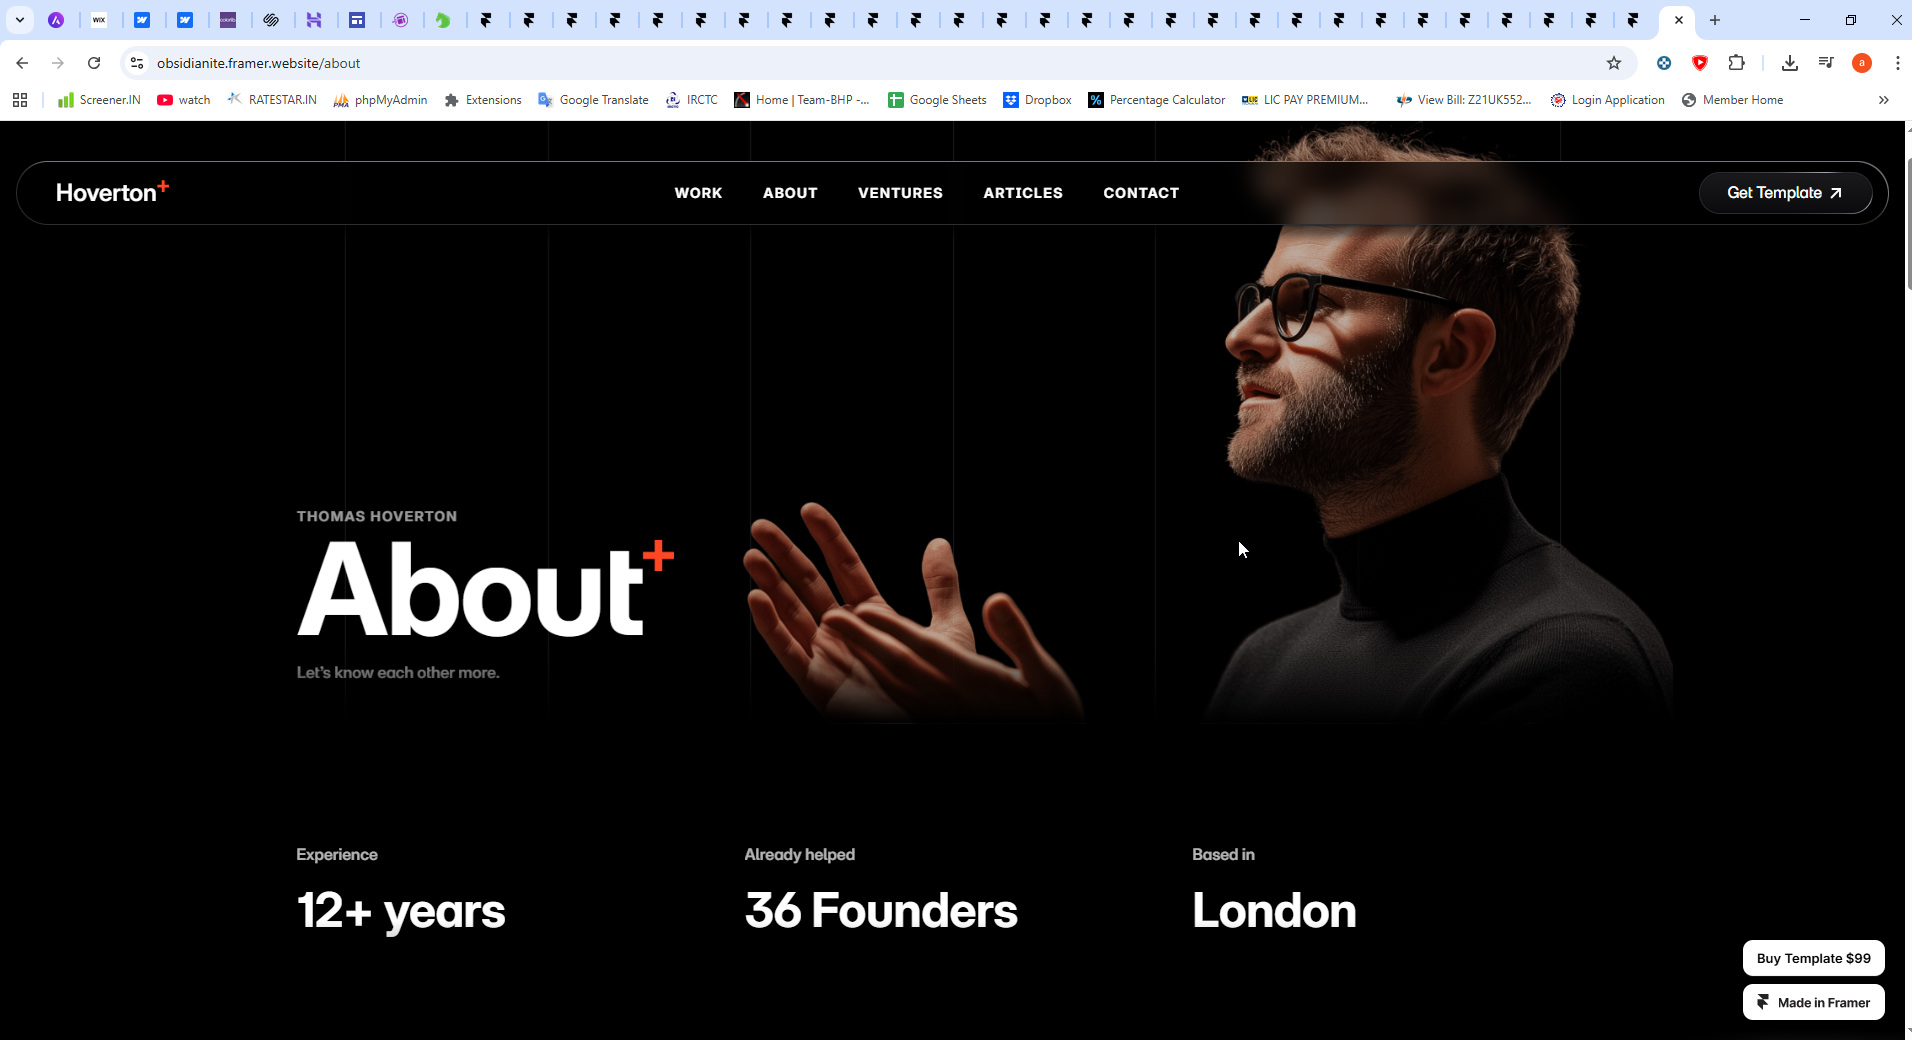 WIX
obsidianite.framer.website/about
a
Screener.IN
watch
RATESTAR.IN
phpMyAdmin
Extensions
Google Translate
IRCTC
Home | Team-BHP -...
Google Sheets
Dropbox
Percentage Calculator
LIC PAY PREMIUM...
View Bill: Z21UK552...
Login Application
Member Home
Hoverton+
WORK
ABOUT
VENTURES
ARTICLES
CONTACT
Get Template
THOMAS HOVERTON
About+
Let's know each other more.
Experience
Already helped
Based in
12+ years
36 Founders
London
Buy Template $99
Made in Framer